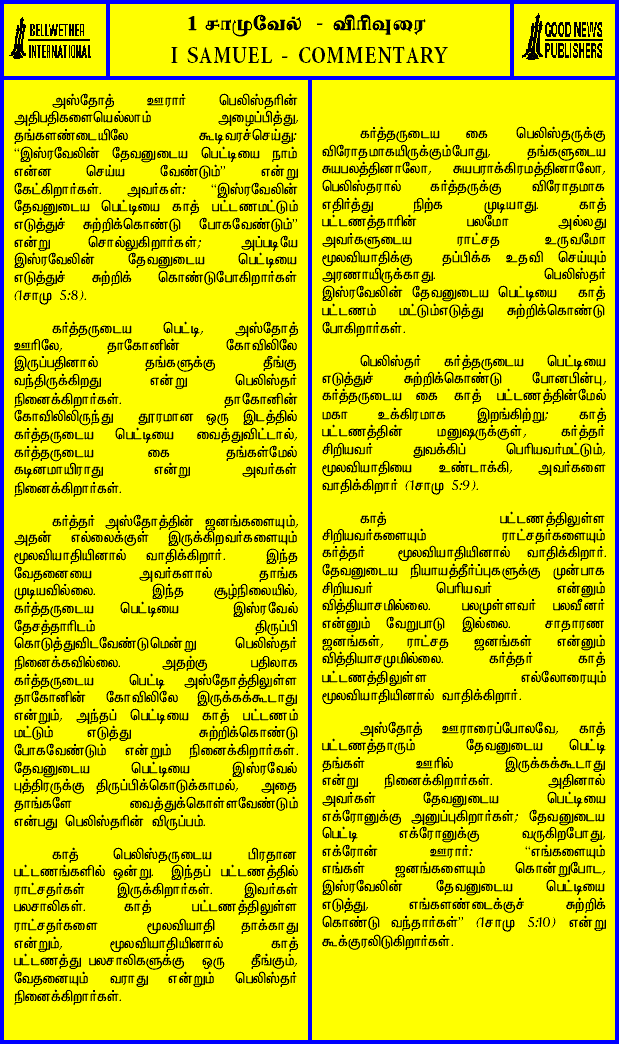 BELLWETHER
INTERNATIONAL
1 சாமுவேல் - விரிவுரை
I SAMUEL - COMMENTARY
GOOD NEWS
PUBLISHERS
அஸ்தோத் ஊரார் பெலிஸ்தரின்
அதிபதிகளையெல்லாம் அழைப்பித்து,
தங்களண்டையிலே கூடிவரச்செய்து:
“இஸ்ரவேலின் தேவனுடைய பெட்டியை நாம்
என்ன செய்ய வேண்டும்” என்று
கேட்கிறார்கள். அவர்கள்: “இஸ்ரவேலின்
தேவனுடைய பெட்டியை காத் பட்டணமட்டும்
எடுத்துச் சுற்றிக்கொண்டு போகவேண்டும்”
என்று சொல்லுகிறார்கள்; அப்படியே
இஸ்ரவேலின் தேவனுடைய பெட்டியை
எடுத்துச் சுற்றிக் கொண்டுபோகிறார்கள்
(1சாமு 5:8).
கர்த்தருடைய பெட்டி, அஸ்தோத்
ஊரிலே, தாகோனின் கோவிலிலே
இருப்பதினால் தங்களுக்கு தீங்கு
வந்திருக்கிறது என்று பெலிஸ்தர்
நினைக்கிறார்கள். தாகோனின்
கோவிலிலிருந்து தூரமான ஒரு இடத்தில்
கர்த்தருடைய பெட்டியை வைத்துவிட்டால்,
கர்த்தருடைய கை தங்கள்மேல்
கடினமாயிராது என்று அவர்கள்
நினைக்கிறார்கள்.
கர்த்தர் அஸ்தோத்தின் ஜனங்களையும்,
அதன் எல்லைக்குள் இருக்கிறவர்களையும்
மூலவியாதியினால் வாதிக்கிறார். இந்த
வேதனையை அவர்களால் தாங்க
முடியவில்லை. இந்த சூழ்நிலையில்,
கர்த்தருடைய பெட்டியை இஸ்ரவேல்
தேசத்தாரிடம் திருப்பி
கொடுத்துவிடவேண்டுமென்று பெலிஸ்தர்
நினைக்கவில்லை. அதற்கு பதிலாக
கர்த்தருடைய பெட்டி அஸ்தோத்திலுள்ள
தாகோனின் கோவிலிலே இருக்கக்கூடாது
என்றும், அந்தப் பெட்டியை காத் பட்டணம்
மட்டும் எடுத்து சுற்றிக்கொண்டு
போகவேண்டும் என்றும் நினைக்கிறார்கள்.
தேவனுடைய பெட்டியை இஸ்ரவேல்
புத்திரருக்கு திருப்பிக்கொடுக்காமல், அதை
தாங்களே வைத்துக்கொள்ளவேண்டும்
என்பது பெலிஸ்தரின் விருப்பம்.
காத் பெலிஸ்தருடைய பிரதான
பட்டணங்களில் ஒன்று. இந்தப் பட்டணத்தில்
ராட்சதர்கள் இருக்கிறார்கள். இவர்கள்
பலசாலிகள். காத் பட்டணத்திலுள்ள
ராட்சதர்களை மூலவியாதி தாக்காது
என்றும், மூலவியாதியினால் காத்
பட்டணத்து பலசாலிகளுக்கு ஒரு தீங்கும்,
வேதனையும் வராது என்றும் பெலிஸ்தர்
நினைக்கிறார்கள்.
கர்த்தருடைய கை பெலிஸ்தருக்கு
விரோதமாகயிருக்கும்போது, தங்களுடைய
சுயபலத்தினாலோ, சுயபராக்கிரமத்தினாலோ,
பெலிஸ்தரால் கர்த்தருக்கு விரோதமாக
எதிர்த்து நிற்க முடியாது. காத்
பட்டணத்தாரின் பலமோ அல்லது
அவர்களுடைய ராட்சத உருவமோ
மூலவியாதிக்கு தப்பிக்க உதவி செய்யும்
அரணாயிருக்காது. பெலிஸ்தர்
இஸ்ரவேலின் தேவனுடைய பெட்டியை காத்
பட்டணம் மட்டும்எடுத்து சுற்றிக்கொண்டு
போகிறார்கள்.
பெலிஸ்தர் கர்த்தருடைய பெட்டியை
எடுத்துச் சுற்றிக்கொண்டு போனபின்பு,
கர்த்தருடைய கை காத் பட்டணத்தின்மேல்
மகா உக்கிரமாக இறங்கிற்று; காத்
பட்டணத்தின் மனுஷருக்குள், கர்த்தர்
சிறியவர் துவக்கிப் பெரியவர்மட்டும்,
மூலவியாதியை உண்டாக்கி, அவர்களை
வாதிக்கிறார் (1சாமு 5:9).
காத் பட்டணத்திலுள்ள
சிறியவர்களையும் ராட்சதர்களையும்
கர்த்தர் மூலவியாதியினால் வாதிக்கிறார்.
தேவனுடைய நியாயத்தீர்ப்புகளுக்கு முன்பாக
சிறியவர் பெரியவர் என்னும்
வித்தியாசமில்லை. பலமுள்ளவர் பலவீனர்
என்னும் வேறுபாடு இல்லை. சாதாரண
ஜனங்கள், ராட்சத ஜனங்கள் என்னும்
வித்தியாசமுமில்லை. கர்த்தர் காத்
பட்டணத்திலுள்ள எல்லோரையும்
மூலவியாதியினால் வாதிக்கிறார்.
அஸ்தோத் ஊராரைப்போலவே, காத்
பட்டணத்தாரும் தேவனுடைய பெட்டி
தங்கள் ஊரில் இருக்கக்கூடாது
என்று நினைக்கிறார்கள். அதினால்
அவர்கள் தேவனுடைய பெட்டியை
எக்ரோனுக்கு அனுப்புகிறார்கள்; தேவனுடைய
பெட்டி எக்ரோனுக்கு வருகிறபோது,
எக்ரோன் ஊரார்: “எங்களையும்
எங்கள் ஜனங்களையும் கொன்றுபோட,
இஸ்ரவேலின் தேவனுடைய பெட்டியை
எடுத்து, எங்களண்டைக்குச் சுற்றிக்
கொண்டு வந்தார்கள்” (1சாமு 5:10) என்று
கூக்குரலிடுகிறார்கள்.